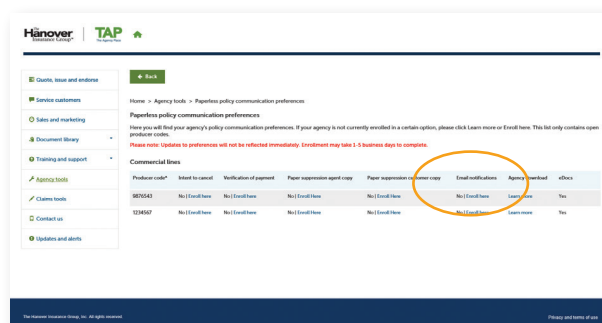 The
Hanover
Insurance Group®
TAP
The Agency Place
Quote, issue and endorse
Service customers
Sales and marketing
Document library
Training and support
Agency tools
Claims tools
Contact us
Updates and alerts
Back
Home > Agency tools > Paperless policy communication preferences
Paperless policy communication preferences
Here you will find your agency's policy communication preferences. If your agency is not currently enrolled in a certain option, please click Learn more or Enroll here. This list only contains open
producer codes.
Please note: Updates to preferences will not be reflected immediately. Enrollment may take 1-5 business days to complete.
Commercial lines
Producer code* Intent to cancel Verification of payment Paper suppression agent copy Paper suppression customer copy Email notifications Agency download eDocs
9876543 No | Enroll here No | Enroll Here No | Enroll Here No | Enroll Here No | Enroll here Learn more Yes
1234567 No | Enroll here No | Enroll Here No | Enroll Here No | Enroll Here No | Enroll here Learn more Yes
The Hanover Insurance Group, Inc. All rights reserved Privacy and terms of use